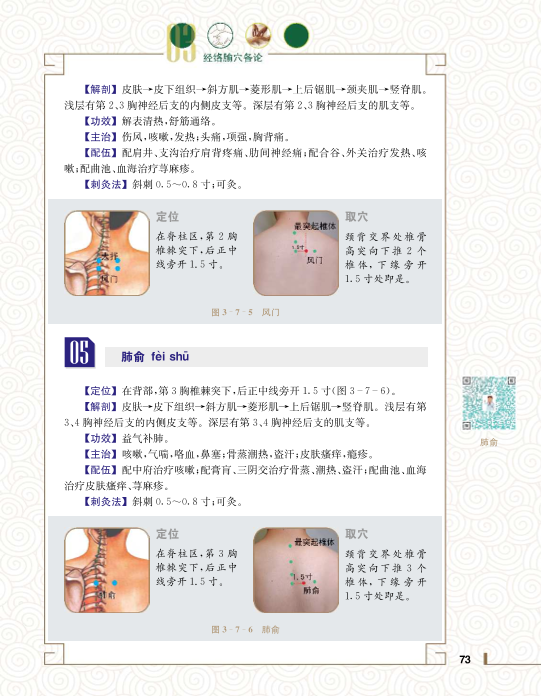 03
经络腧穴各论
【解剖】皮肤→皮下组织→斜方肌→菱形肌→上后锯肌→颈夹肌→竖脊肌。
浅层有第2、3胸神经后支的内侧皮支等。深层有第2、3胸神经后支的肌支等。
【功效】解表清热,舒筋通络。
【主治】伤风,咳嗽,发热;头痛,项强,胸背痛。
【配伍】配肩井、支沟治疗肩背疼痛、肋间神经痛;配合谷、外关治疗发热、咳
嗽;配曲池、血海治疗荨麻疹。
【刺灸法】斜刺0.5～0.8寸;可灸。
大杼
风门
定位
在脊柱区,第2胸
椎棘突下,后正中
线旁开1.5寸。
最突起椎体
1.5寸
风门
取穴
颈背交界处椎骨
高突向下推2个
椎体,下缘旁开
1.5寸处即是。
图3-7-5 风门
05
肺俞 fèi shū
【定位】在背部,第3胸椎棘突下,后正中线旁开1.5寸(图3-7-6)。
【解剖】皮肤→皮下组织→斜方肌→菱形肌→上后锯肌→竖脊肌。浅层有第
3、4胸神经后支的内侧皮支等。深层有第3、4胸神经后支的肌支等。
【功效】益气补肺。
【主治】咳嗽,气喘,咯血,鼻塞;骨蒸潮热,盗汗;皮肤瘙痒,瘾疹。
【配伍】配中府治疗咳嗽;配膏肓、三阴交治疗骨蒸、潮热、盗汗;配曲池、血海
治疗皮肤瘙痒、荨麻疹。
【刺灸法】斜刺0.5～0.8寸;可灸。
肺俞
定位
在脊柱区,第3胸
椎棘突下,后正中
线旁开1.5寸。
最突起椎体
1.5寸
肺俞
取穴
颈背交界处椎骨
高突向下推3个
椎体,下缘旁开
1.5寸处即是。
图3-7-6 肺俞
肺俞
73